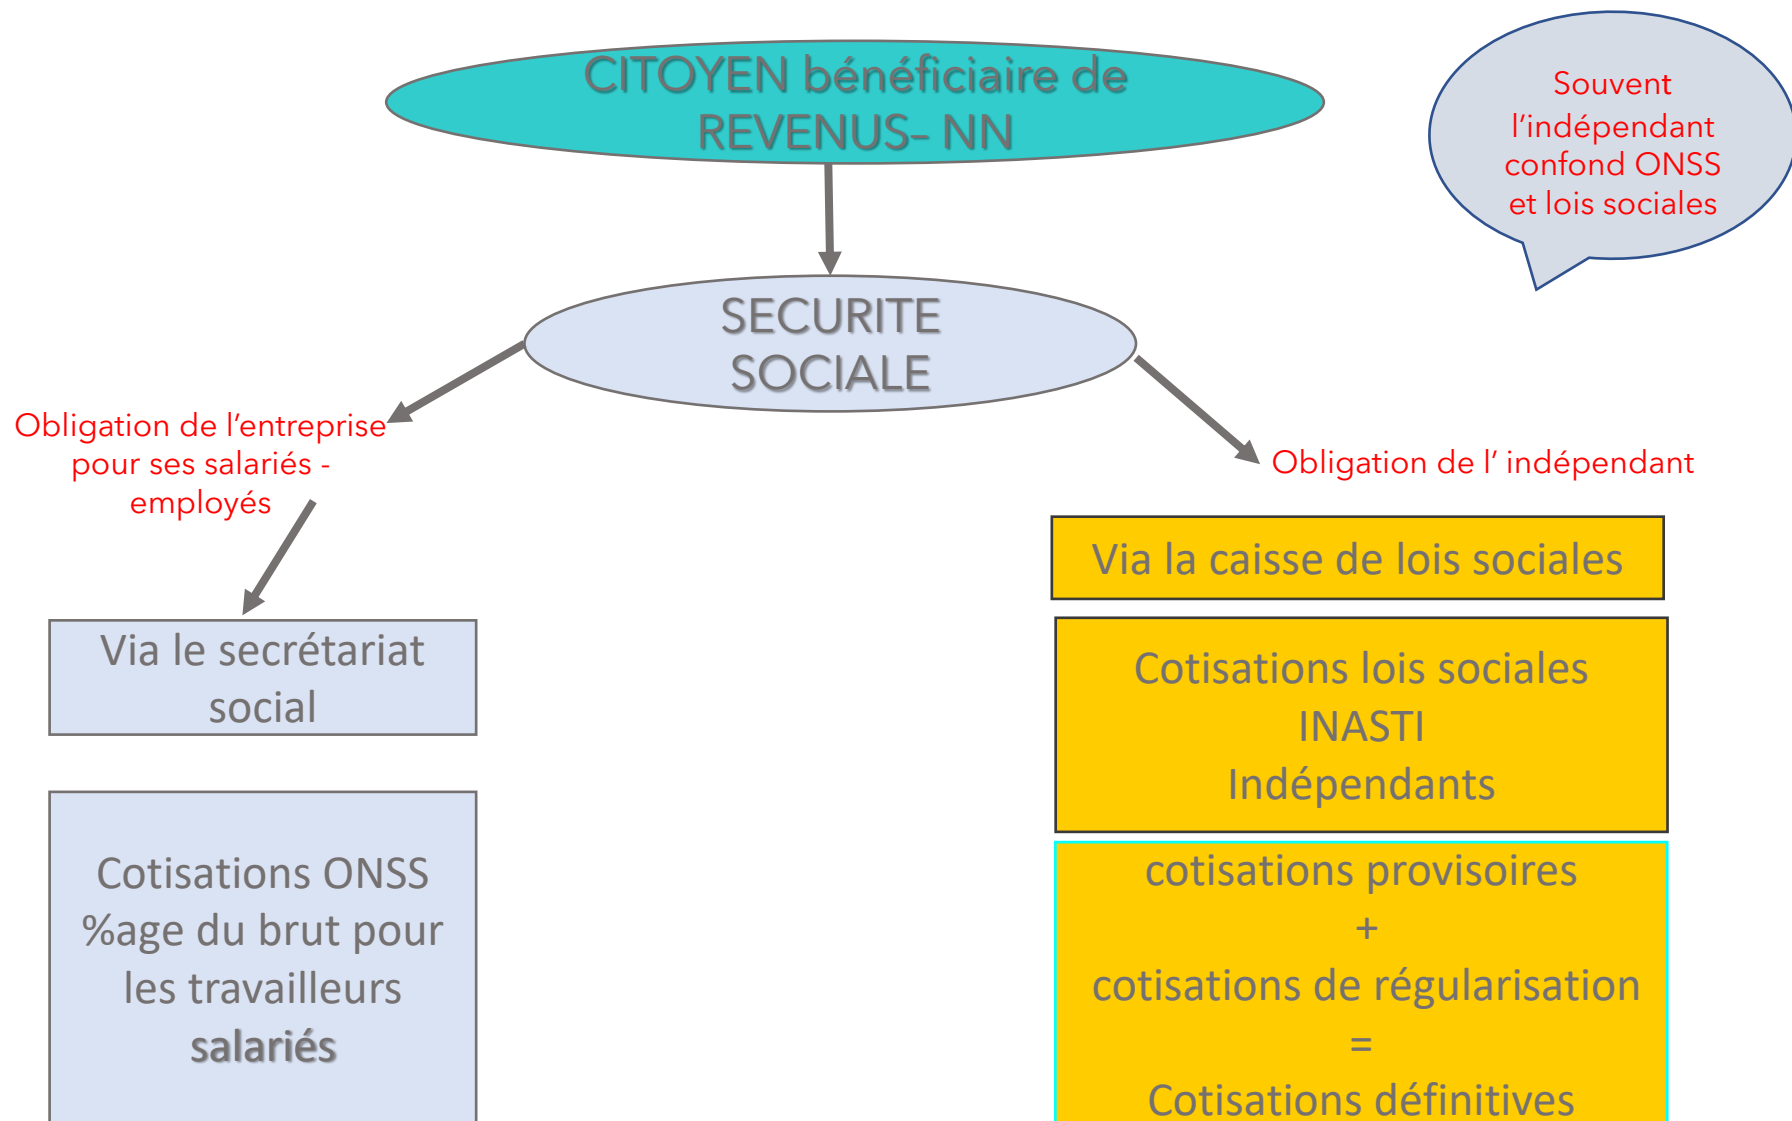 CITOYEN bénéficiaire de
REVENUS– NN
Souvent
l'indépendant
confond ONSS
et lois sociales
SECURITE
SOCIALE
Obligation de l'entreprise
pour ses salariés -
employés
Obligation de l' indépendant
Via le secrétariat
social
Cotisations ONSS
%age du brut pour
les travailleurs
salariés
Via la caisse de lois sociales
Cotisations lois sociales
INASTI
Indépendants
cotisations provisoires
+
cotisations de régularisation
=
Cotisations définitives